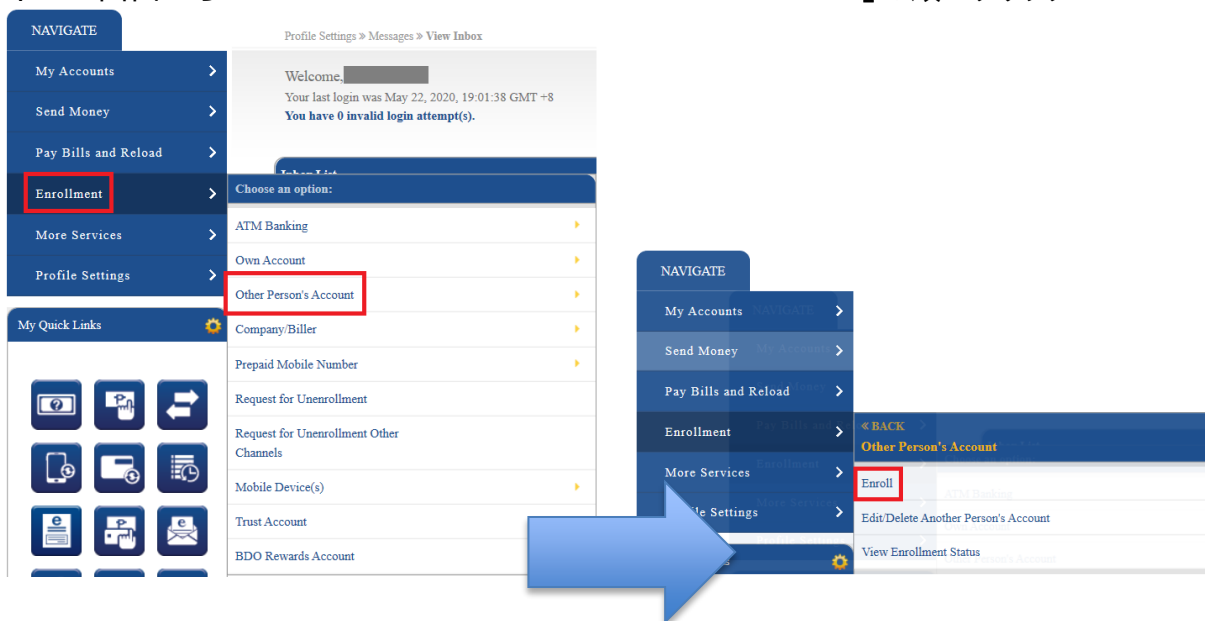 NAVIGATE
My Accounts
Send Money
Pay Bills and Reload
Enrollment
More Services
Profile Settings
My Quick Links
Profile Settings » Messages » View Inbox
Welcome,
Your last login was May 22, 2020, 19:01:38 GMT +8
You have 0 invalid login attempt(s).
Choose an option:
ATM Banking
Own Account
Other Person's Account
Company/Biller
Prepaid Mobile Number
Request for Unenrollment
Request for Unenrollment Other
Channels
Mobile Device(s)
Trust Account
BDO Rewards Account
NAVIGATE
My Accounts
Send Money
Pay Bills and Reload
Enrollment
More Services
Settings
« BACK
Other Person's Account
Enroll
Edit/Delete Another Person's Account
View Enrollment Status